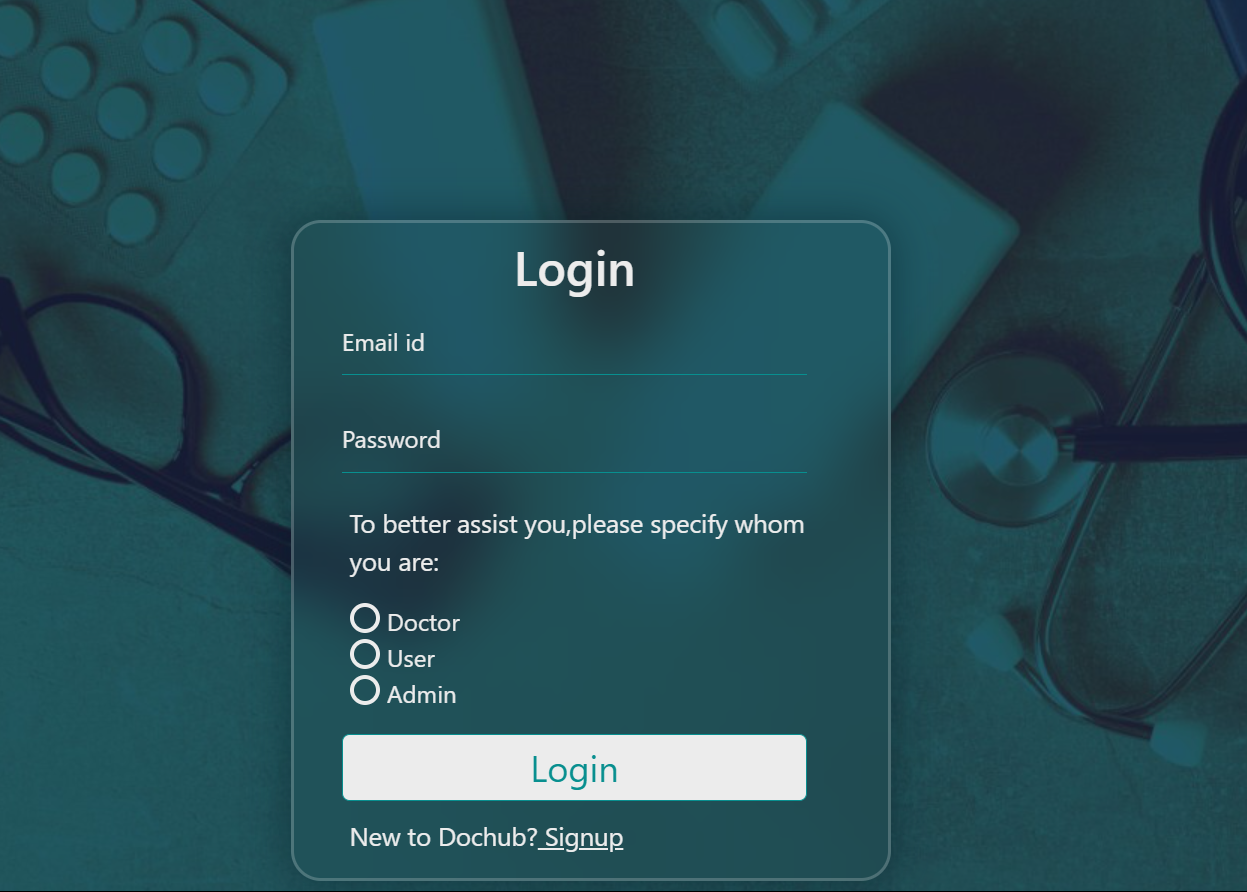 Login
Email id
Password
To better assist you,please specify whom
you are:
Doctor
User
Admin
Login
New to Dochub? Signup